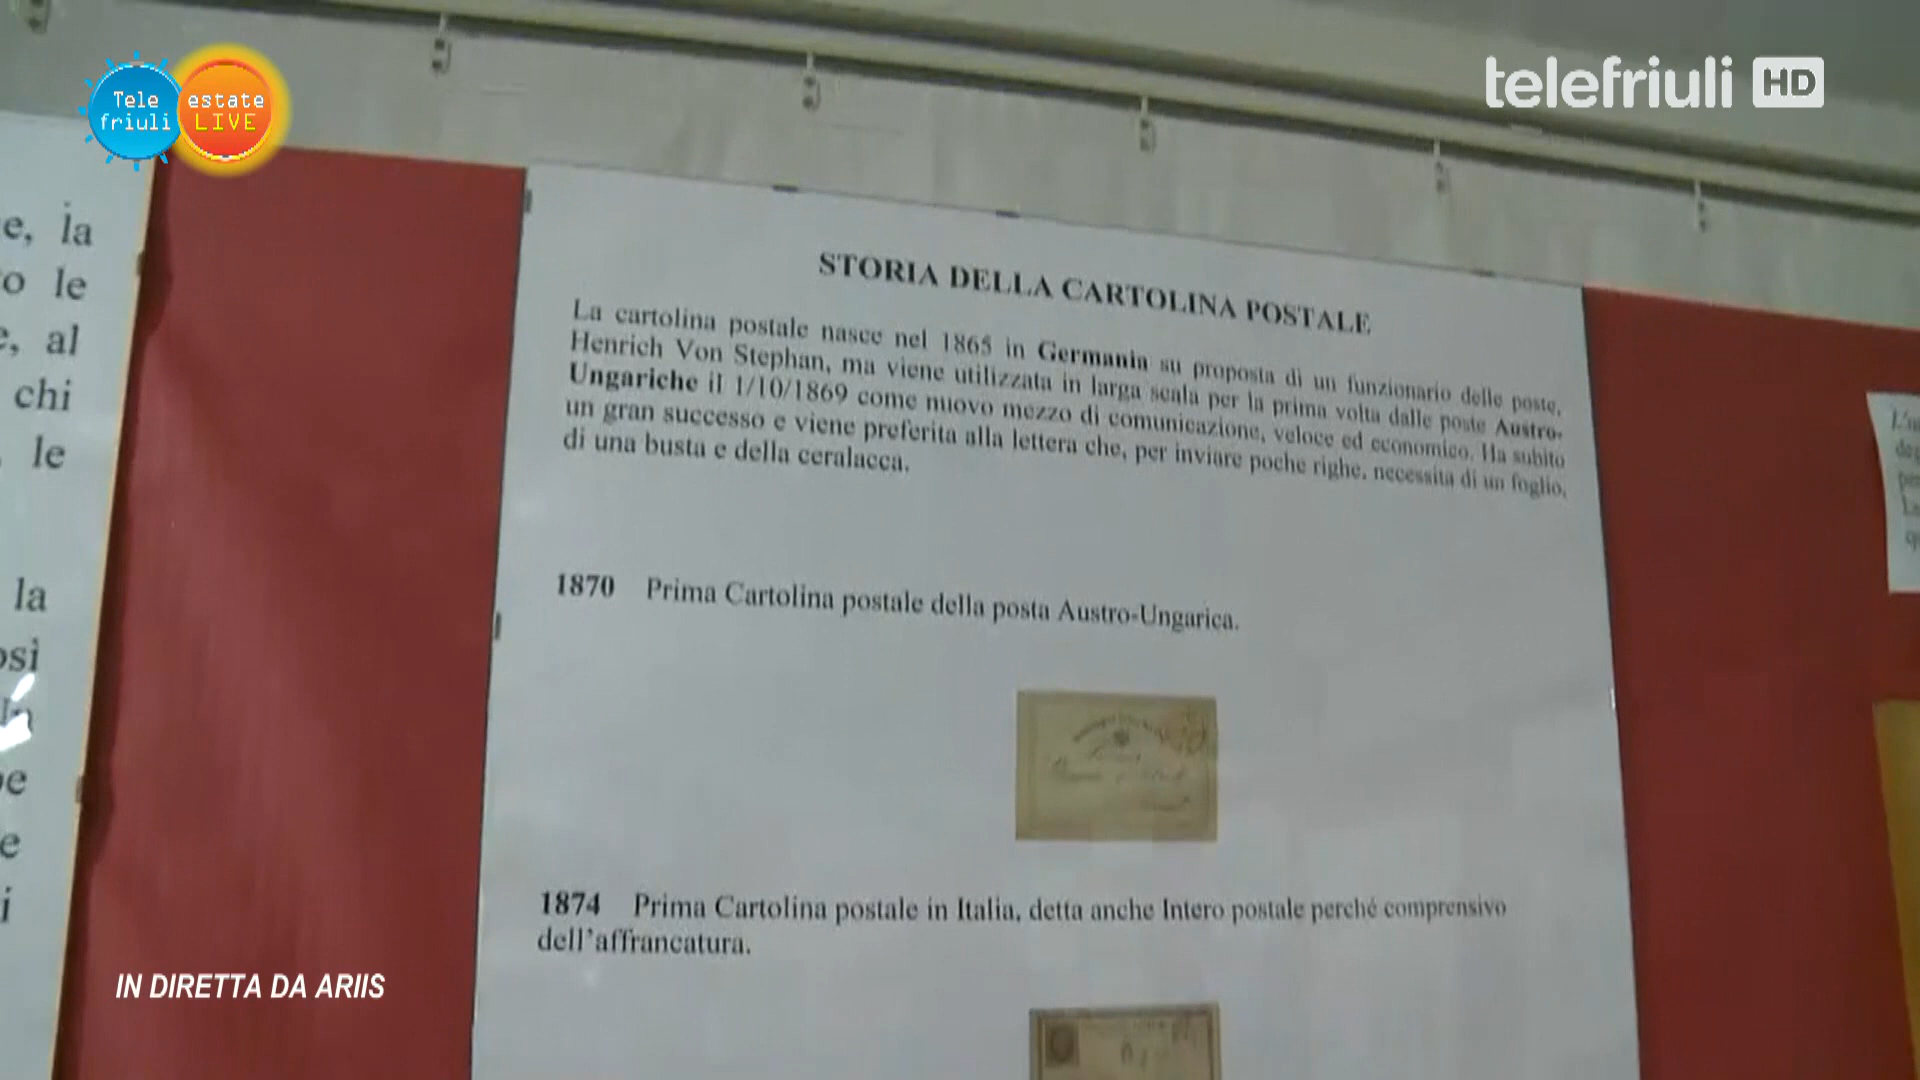 Tele
friuli
estate
LIVE
telefriuli HD
e, la
o le
e, al
chi
le
la
osì
in
e
i
STORIA DELLA CARTOLINA POSTALE
La cartolina postale nasce nel 1865 in Germania su proposta di un funzionario delle poste,
Henrich Von Stephan, ma viene utilizzata in larga scala per la prima volta dalle poste Austro-
Ungariche il 1/10/1869 come nuovo mezzo di comunicazione, veloce ed economico. Ha subito
un gran successo e viene preferita alla lettera che, per inviare poche righe, necessita di un foglio,
di una busta e della ceralacca.
1870 Prima Cartolina postale della posta Austro-Ungarica.
1874 Prima Cartolina postale in Italia, detta anche Intero postale perché comprensivo
dell'affrancatura.
IN DIRETTA DA ARIIS